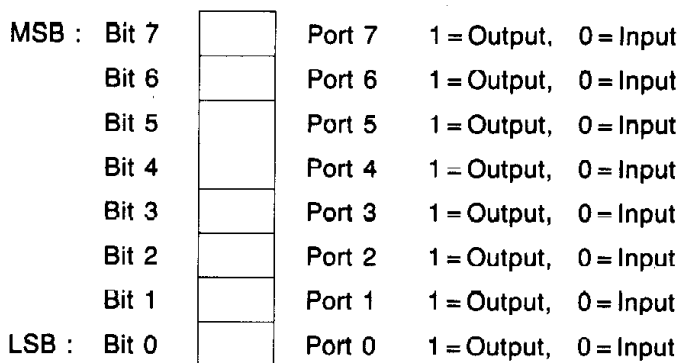 MSB : Bit 7 Port 7 1 = Output, 0 = Input
Bit 6 Port 6 1 = Output, 0 = Input
Bit 5 Port 5 1 = Output, 0 = Input
Bit 4 Port 4 1 = Output, 0 = Input
Bit 3 Port 3 1 = Output, 0 = Input
Bit 2 Port 2 1 = Output, 0 = Input
Bit 1 Port 1 1 = Output, 0 = Input
LSB : Bit 0 Port 0 1 = Output, 0 = Input